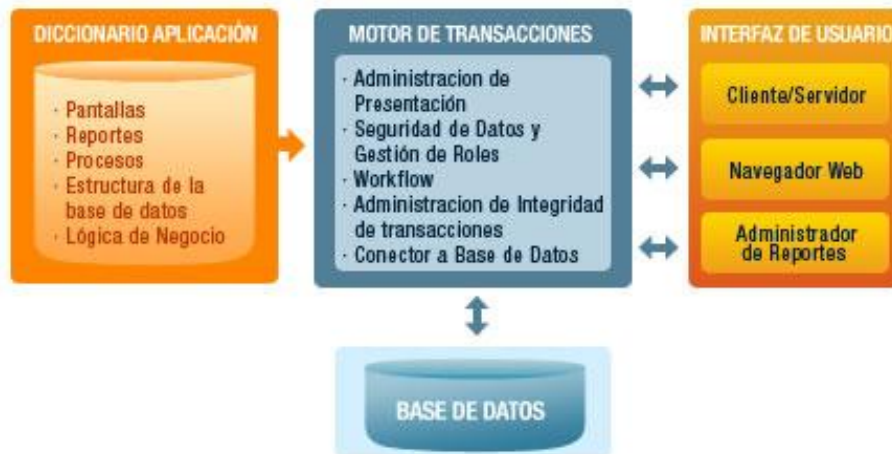 DICCIONARIO APLICACIÓN
· Pantallas
· Reportes
· Procesos
· Estructura de la
base de datos
· Lógica de Negocio
MOTOR DE TRANSACCIONES
· Administracion de
Presentación
· Seguridad de Datos y
Gestión de Roles
· Workflow
· Administracion de Integridad
de transacciones
· Conector a Base de Datos
INTERFAZ DE USUARIO
Cliente/Servidor
Navegador Web
Administrador
de Reportes
BASE DE DATOS